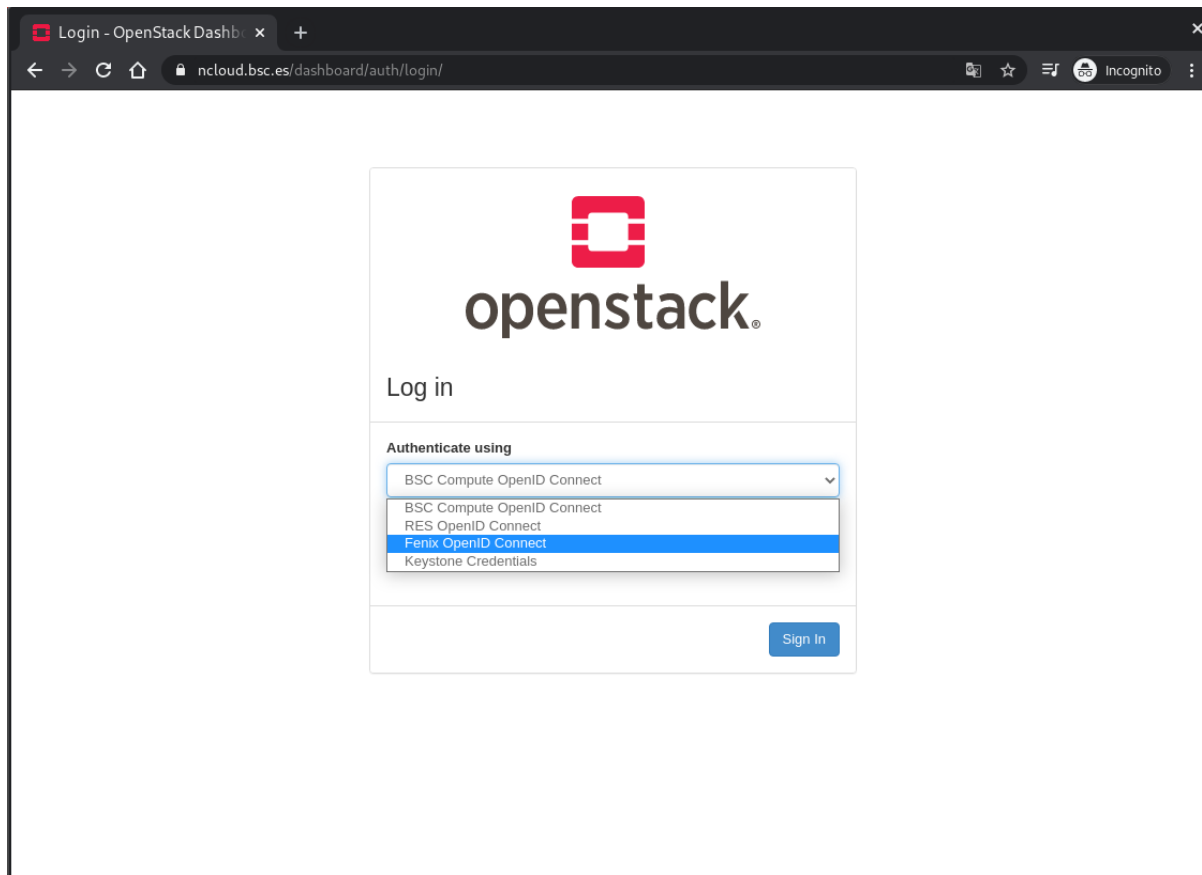 Login - OpenStack Dashb
ncloud.bsc.es/dashboard/auth/login/
Incognito
openstack.®
Log in
Authenticate using
BSC Compute OpenID Connect
BSC Compute OpenID Connect
RES OpenID Connect
Fenix OpenID Connect
Keystone Credentials
Sign In